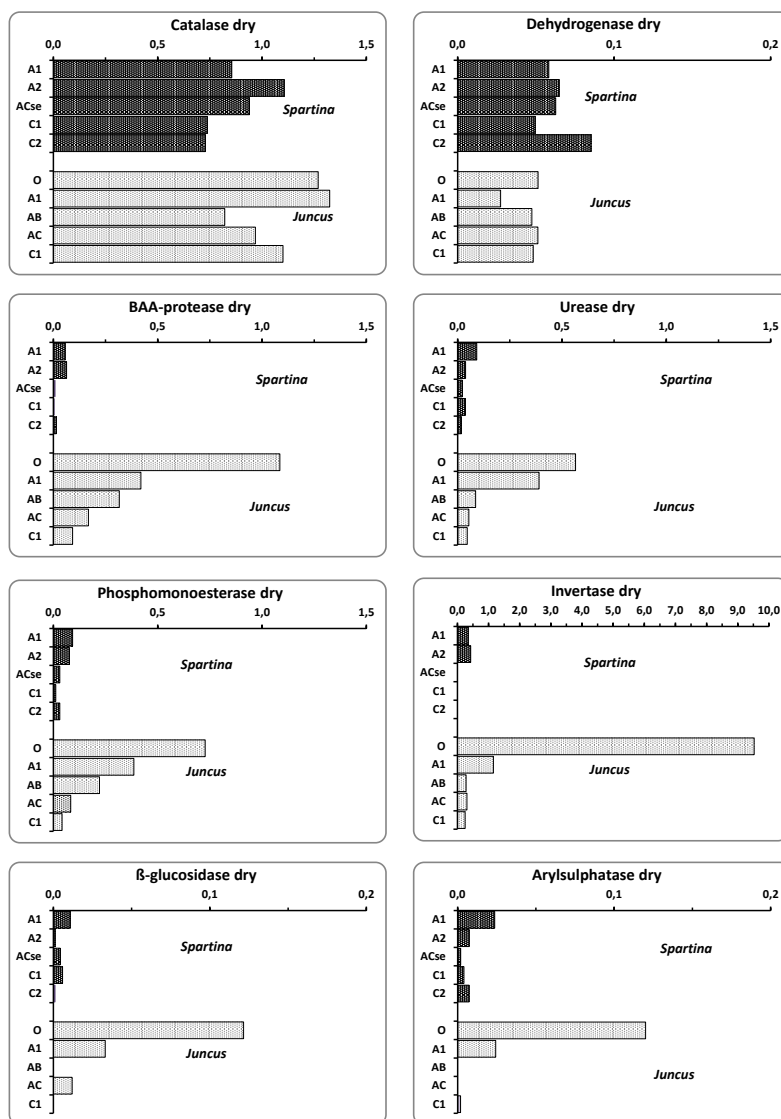 Catalase dry
0,0 0,5 1,0 1,5
A1
A2
ACse
Spartina
C1
C2
O
A1
Juncus
AB
AC
C1
Dehydrogenase dry
0,0 0,1 0,2
A1
A2
Spartina
ACse
C1
C2
O
A1
Juncus
AB
AC
C1
BAA-protease dry
0,0 0,5 1,0 1,5
A1
A2
Spartina
ACse
C1
C2
O
A1
AB
Juncus
AC
C1
Urease dry
0,0 0,5 1,0 1,5
A1
A2
Spartina
ACse
C1
C2
O
A1
AB
Juncus
AC
C1
Phosphomonoesterase dry
0,0 0,5 1,0 1,5
A1
A2
Spartina
ACse
C1
C2
O
A1
Juncus
AB
AC
C1
Invertase dry
0,0 1,0 2,0 3,0 4,0 5,0 6,0 7,0 8,0 9,0 10,0
A1
A2
Spartina
ACse
C1
C2
O
A1
Juncus
AB
AC
C1
ß-glucosidase dry
0,0 0,1 0,2
A1
A2
Spartina
ACse
C1
C2
O
A1
Juncus
AB
AC
C1
Arylsulphatase dry
0,0 0,1 0,2
A1
A2
Spartina
ACse
C1
C2
O
A1
AB
Juncus
AC
C1